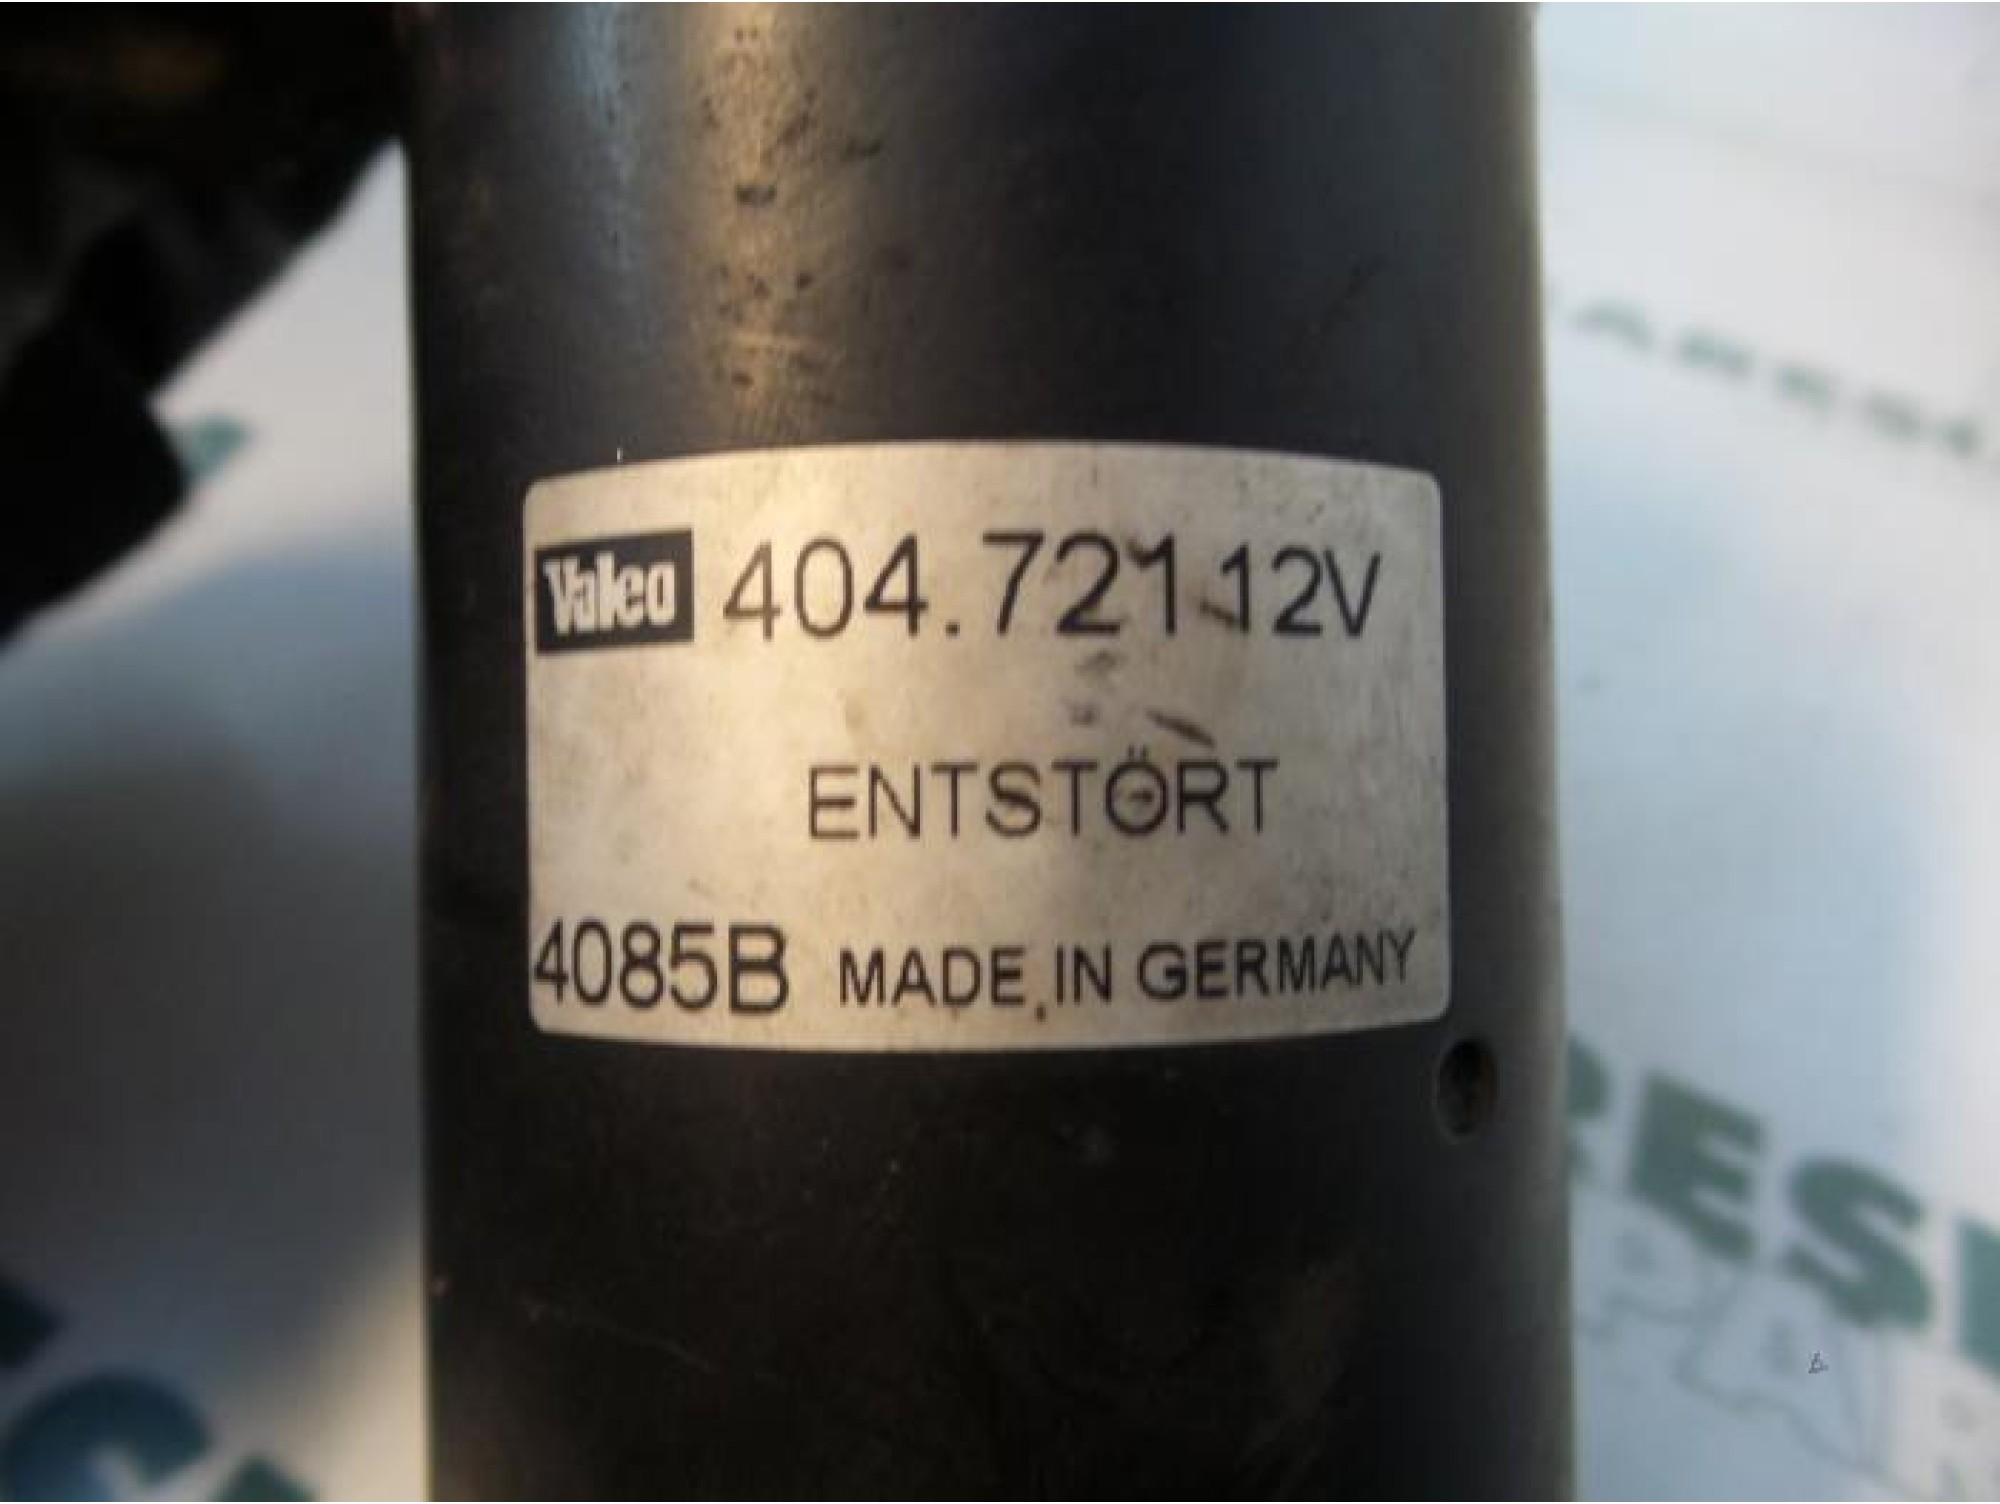 Valeo 404.721 12V
ENTSTÖRT
4085B MADE IN GERMANY